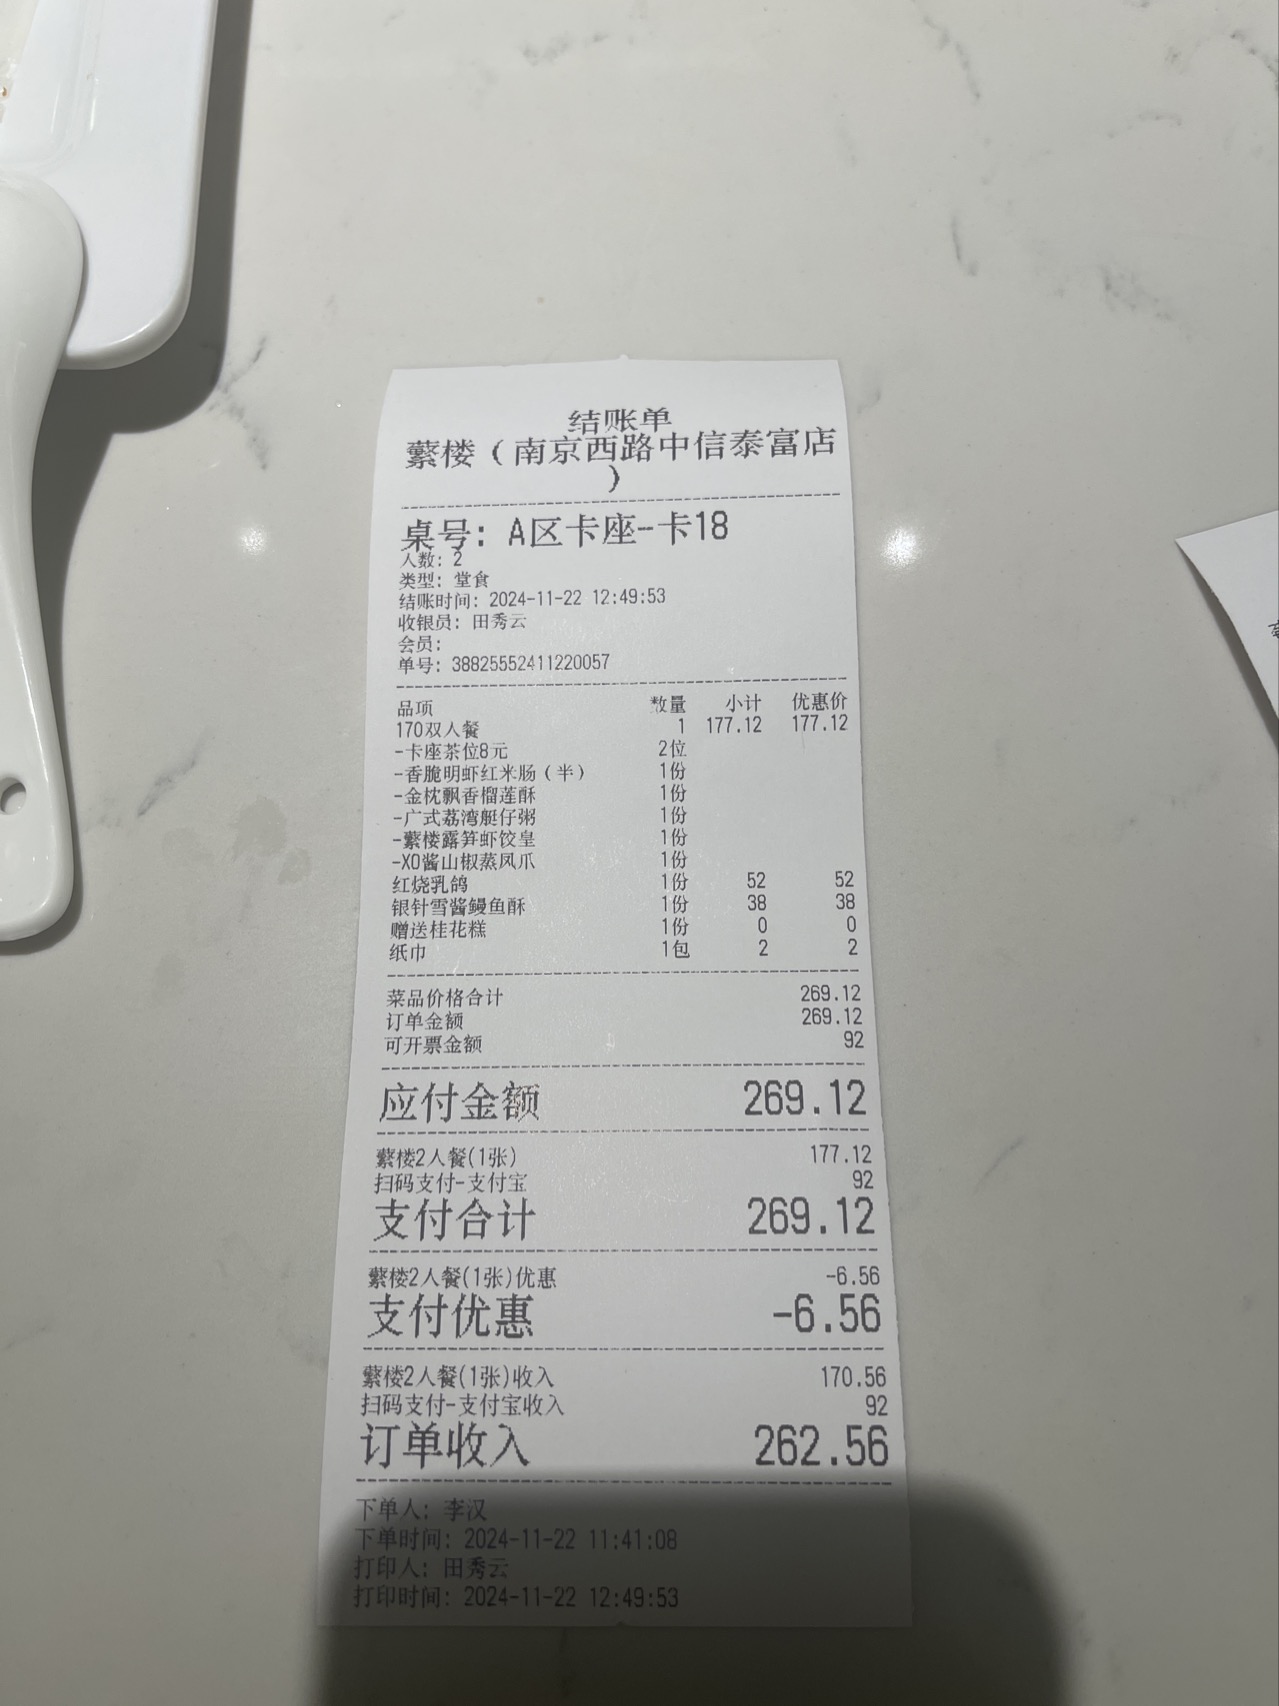 结账单
蘩楼（南京西路中信泰富店
）
桌号：A区卡座-卡18
人数：2
类型：堂食
结账时间：2024-11-22 12:49:53
收银员：田秀云
会员：
单号：38825552411220057
品项 数量 小计 优惠价
170双人餐 1 177.12 177.12
-卡座茶位8元 2位
-香脆明虾红米肠（半） 1份
-金枕飘香榴莲酥 1份
-广式荔湾艇仔粥 1份
-蘩楼露笋虾饺皇 1份
-XO酱山椒蒸凤爪 1份
红烧乳鸽 1份 52 52
银针雪酱鳗鱼酥 1份 38 38
赠送桂花糕 1份 0 0
纸巾 1包 2 2
菜品价格合计 269.12
订单金额 269.12
可开票金额 92
应付金额 269.12
蘩楼2人餐(1张) 177.12
扫码支付-支付宝 92
支付合计 269.12
蘩楼2人餐(1张)优惠 -6.56
支付优惠 -6.56
蘩楼2人餐(1张)收入 170.56
扫码支付-支付宝收入 92
订单收入 262.56
下单人：李汉
下单时间：2024-11-22 11:41:08
打印人：田秀云
打印时间：2024-11-22 12:49:53